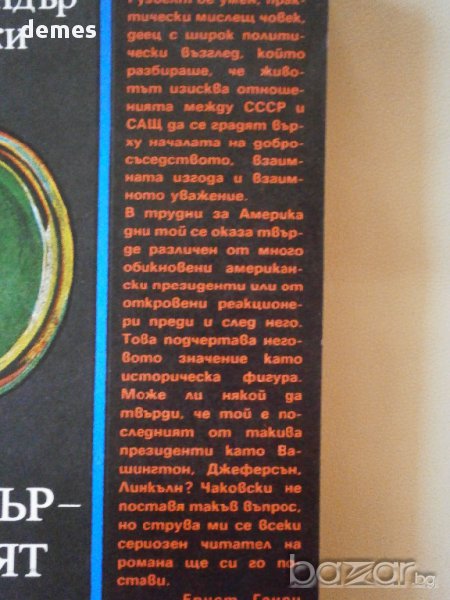 ндър
demes
ки
Рузвелт бе умен, прак-
тически мислещ човек,
деец с широк полити-
чески възглед, който
разбираше, че живо-
тът изисква отноше-
нията между СССР и
САЩ да се градят вър-
ху началата на добро-
съседството, взаим-
ната изгода и взаим-
ното уважение.
В трудни за Америка
дни той се оказа твър-
де различен от много
обикновени американ-
ски президенти или от
откровени реакционе-
ри преди и след него.
Това подчертава него-
вото значение като
историческа фигура.
Може ли някой да
твърди, че той е по-
следният от такива
президенти като Ва-
шингтон, Джеферсън,
Линкълн? Чаковски не
поставя такъв въпрос,
но струва ми се всеки
сериозен читател на
романа ще си го по-
стави.
Ернст Генри
ЪР–
ЯТ
bazar.bg